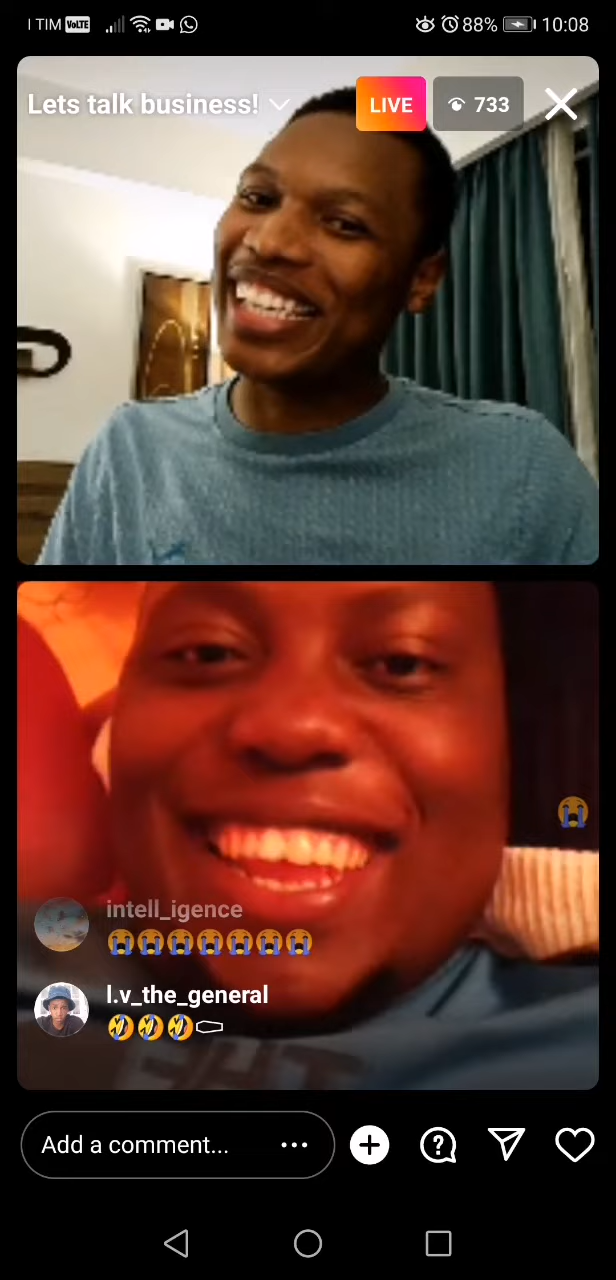 I TIM VoLTE 88% 10:08
Lets talk business! LIVE 733
intell_igence
😭😭😭😭😭😭😭
l.v_the_general
🤣🤣🤣
Add a comment...